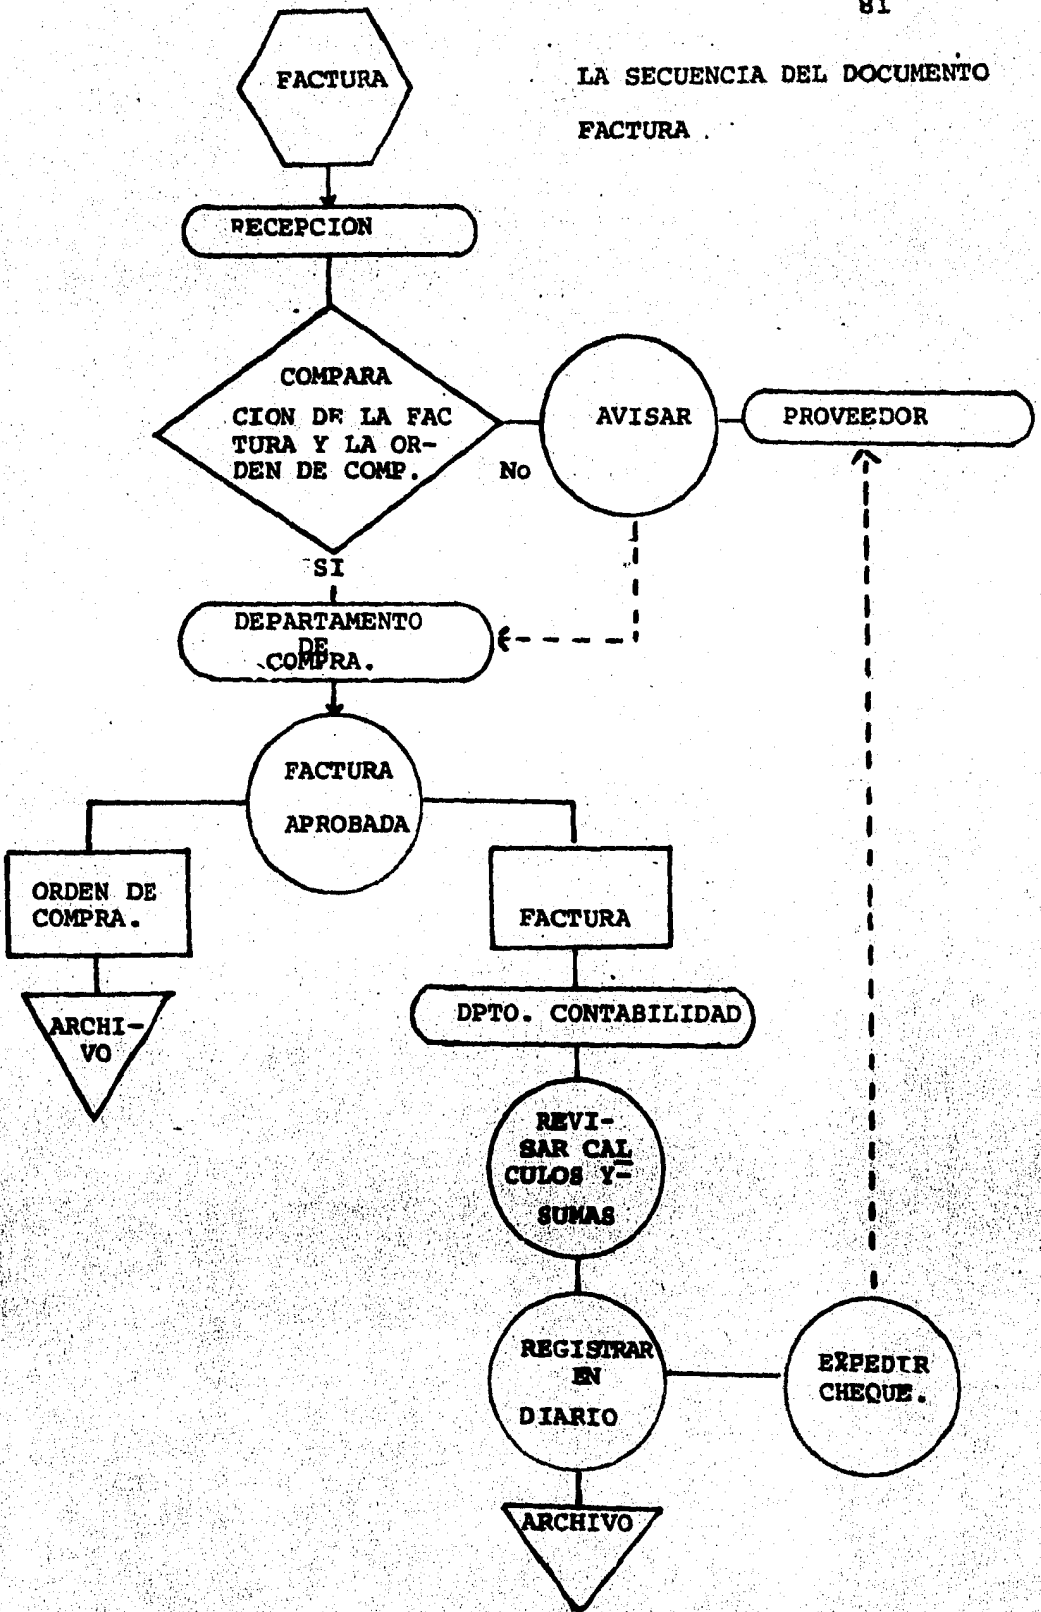 81
LA SECUENCIA DEL DOCUMENTO
FACTURA .
FACTURA
RECEPCION
COMPARA
CION DE LA FAC
TURA Y LA OR-
DEN DE COMP.
No
AVISAR
PROVEEDOR
SI
DEPARTAMENTO
DE
COMPRA.
FACTURA
APROBADA
ORDEN DE
COMPRA.
FACTURA
ARCHI-
VO
DPTO. CONTABILIDAD
REVI-
SAR CAL
CULOS Y-
SUMAS
REGISTRAR
EN
DIARIO
EXPEDIR
CHEQUE.
ARCHIVO